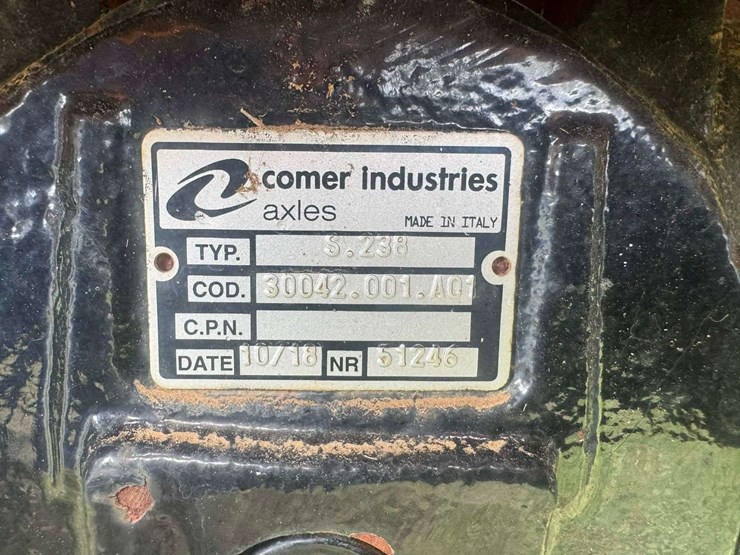 comer industries
axles
MADE IN ITALY
TYP. S.238
COD. 30042.001.A01
C.P.N.
DATE 10/18 NR 51246